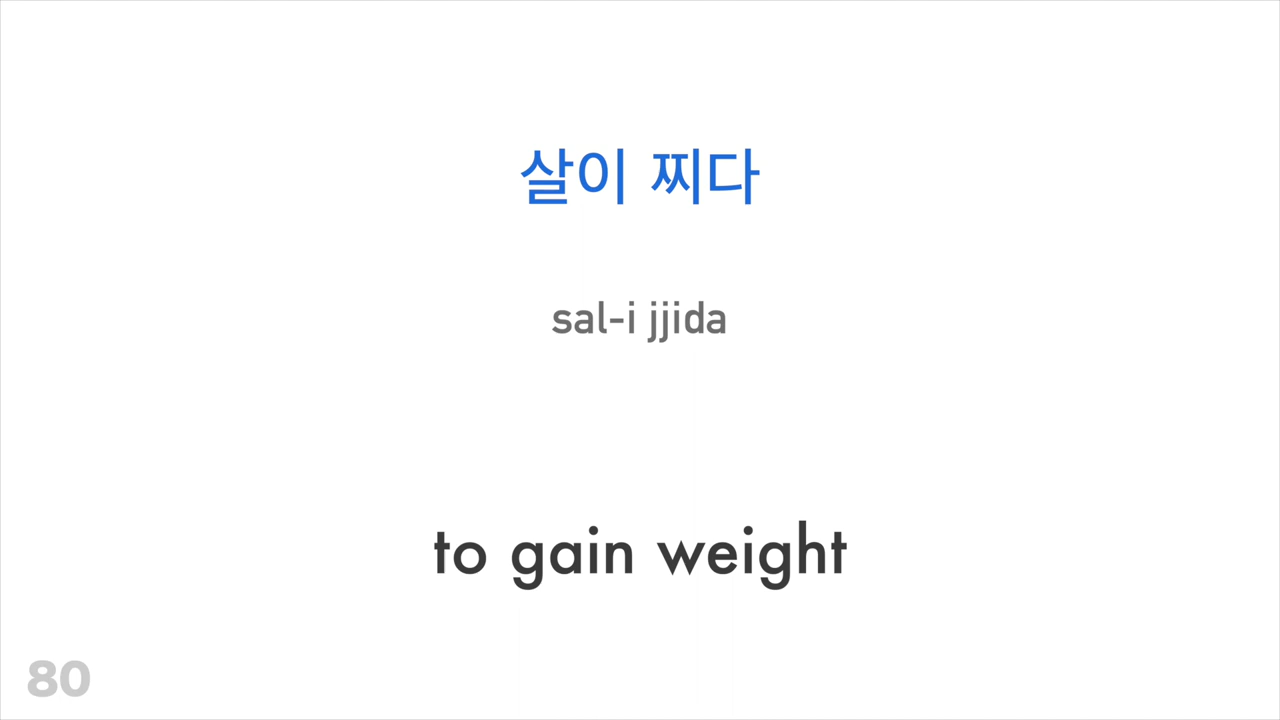 살이 찌다
sal-i jjida
to gain weight
80